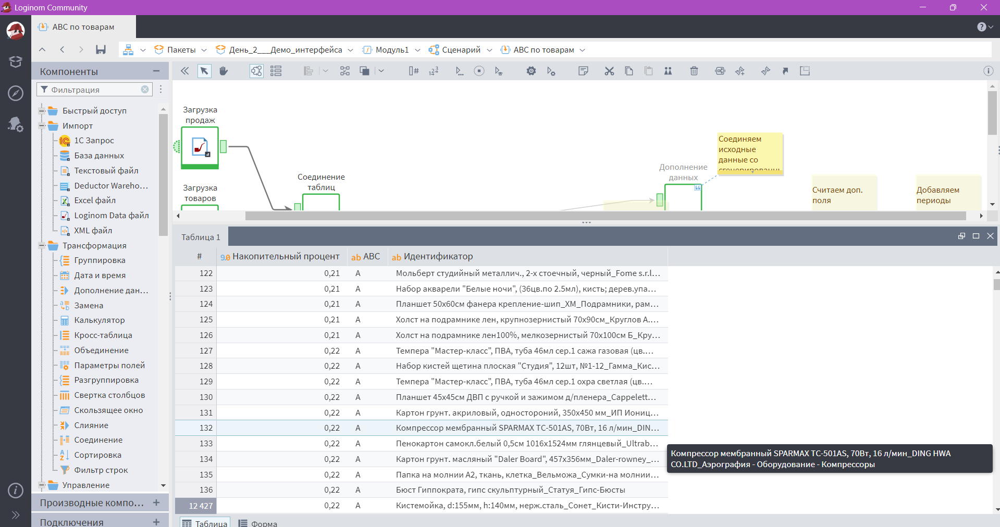 Loginom Community
ABC по товарам
Пакеты
День_2___Демо_интерфейса
Модуль1
Сценарий
ABC по товарам
Компоненты
Фильтрация
Быстрый доступ
Импорт
1С Запрос
База данных
Текстовый файл
Deductor Wareho...
Excel файл
Loginom Data файл
XML файл
Трансформация
Группировка
Дата и время
Дополнение дан...
Замена
Калькулятор
Кросс-таблица
Объединение
Параметры полей
Разгруппировка
Свертка столбцов
Скользящее окно
Слияние
Соединение
Сортировка
Фильтр строк
Управление
Производные компо...
Подключения
Загрузка
продаж
Загрузка
товаров
Соединение
таблиц
Дополнение
данных
Соединяем
исходные
данные со
Считаем доп.
поля
Добавляем
периоды
Таблица 1
# 9.0 Накопительный процент ab ABC ab Идентификатор
122 0,21 A Мольберт студийный металлич., 2-х стоечный, черный_Fome s.r.l...
123 0,21 A Набор акварели "Белые ночи", (36цв.по 2.5мл), кисть; дерев.упа...
124 0,21 A Планшет 50х60см фанера крепление-шип_ХМ_Подрамники, рам...
125 0,21 A Холст на подрамнике лен, крупнозернистый 70х90см_Круглов А....
126 0,21 A Холст на подрамнике лен100%, мелкозернистый 70х100см Б_Кру...
127 0,22 A Темпера "Мастер-класс", ПВА, туба 46мл сер.1 сажа газовая (цв....
128 0,22 A Набор кистей щетина плоская "Студия", 12шт, №1-12_Гамма_Кис...
129 0,22 A Темпера "Мастер-класс", ПВА, туба 46мл сер.1 охра светлая (цв....
130 0,22 A Планшет 45х45см ДВП с ручкой и зажимом д/пленера_Cappelett...
131 0,22 A Картон грунт. акриловый, одностороний, 350х450 мм_ИП Иониц...
132 0,22 A Компрессор мембранный SPARMAX TC-501AS, 70Вт, 16 л/мин_DIN...
133 0,22 A Пенокартон самокл.белый 0,5см 1016х1524мм глянцевый_Ultrab...
134 0,22 A Картон грунт. масляный "Daler Board", 457х356мм_Daler-rowney_...
135 0,22 A Папка на молнии А2, ткань, клетка_Вельможа_Сумки-на молнии...
136 0,22 A Бюст Гиппократа, гипс скульптурный_Статуя_Гипс-Бюсты
12 427 0,22 A Кистемойка, d:155мм, h:140мм, нерж.сталь_Сонет_Кисти-Инстру...
Компрессор мембранный SPARMAX TC-501AS, 70Вт, 16 л/мин_DING HWA
CO.LTD_Аэрография - Оборудование - Компрессоры
Таблица
Форма